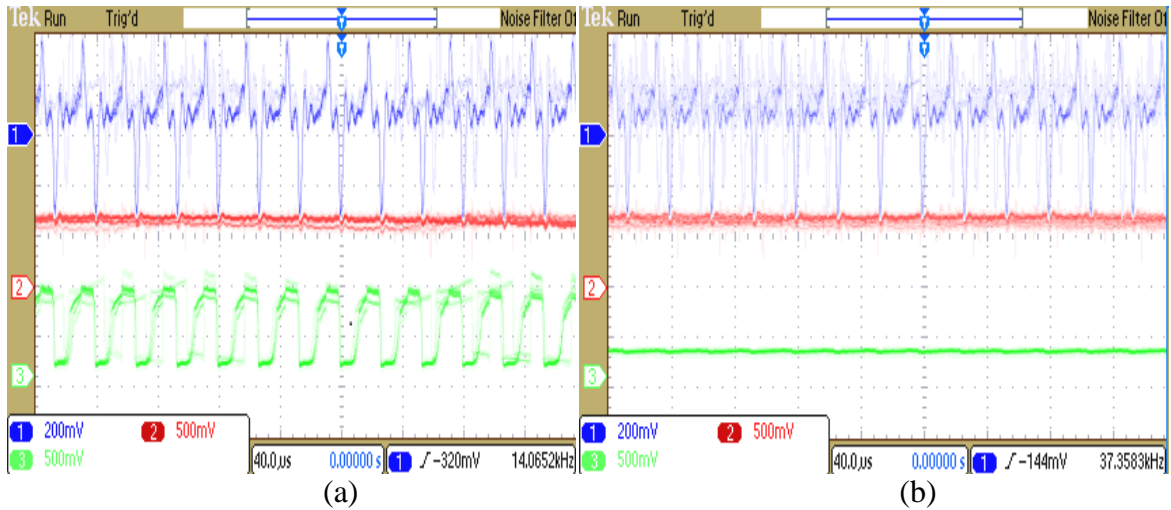 Tek Run Trig'd Noise Filter Of
1
2
3
1 200mV 2 500mV
3 500mV 40.0µs 0.00000 s 1 -320mV 14.0652kHz
(a)
Tek Run Trig'd Noise Filter Of
1
2
3
1 200mV 2 500mV
3 500mV 40.0µs 0.00000 s 1 -144mV 37.3583kHz
(b)